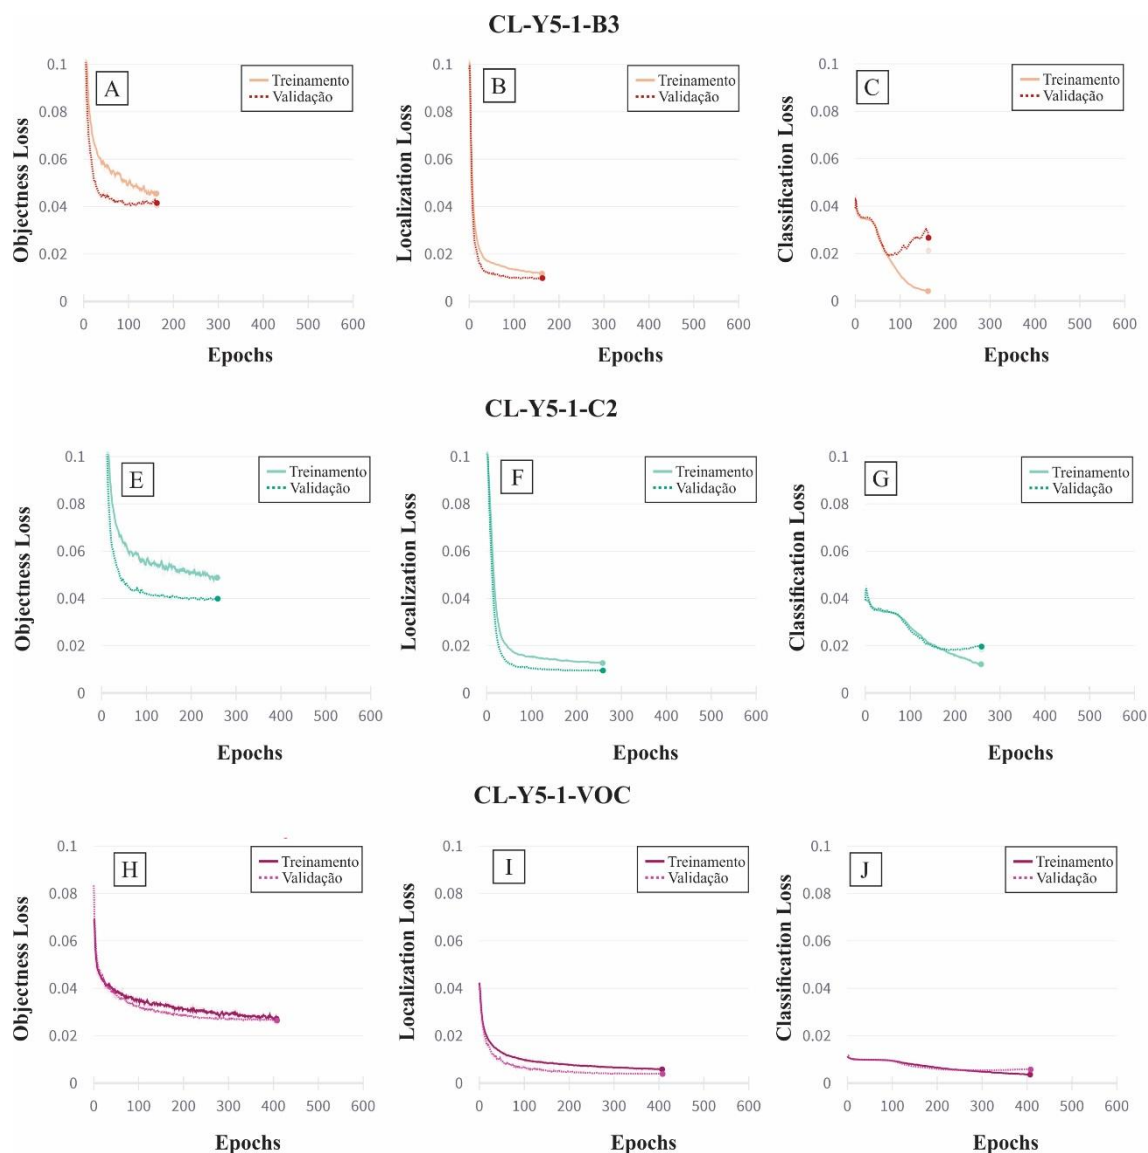 CL-Y5-1-B3
Objectness Loss
0.1
0.08
0.06
0.04
0.02
0
A
Treinamento
Validação
0 100 200 300 400 500 600
Epochs
Localization Loss
0.1
0.08
0.06
0.04
0.02
0
B
Treinamento
Validação
0 100 200 300 400 500 600
Epochs
Classification Loss
0.1
0.08
0.06
0.04
0.02
0
C
Treinamento
Validação
0 100 200 300 400 500 600
Epochs
CL-Y5-1-C2
Objectness Loss
0.1
0.08
0.06
0.04
0.02
0
E
Treinamento
Validação
0 100 200 300 400 500 600
Epochs
Localization Loss
0.1
0.08
0.06
0.04
0.02
0
F
Treinamento
Validação
0 100 200 300 400 500 600
Epochs
Classification Loss
0.1
0.08
0.06
0.04
0.02
0
G
Treinamento
Validação
0 100 200 300 400 500 600
Epochs
CL-Y5-1-VOC
Objectness Loss
0.1
0.08
0.06
0.04
0.02
0
H
Treinamento
Validação
0 100 200 300 400 500 600
Epochs
Localization Loss
0.1
0.08
0.06
0.04
0.02
0
I
Treinamento
Validação
0 100 200 300 400 500 600
Epochs
Classification Loss
0.1
0.08
0.06
0.04
0.02
0
J
Treinamento
Validação
0 100 200 300 400 500 600
Epochs